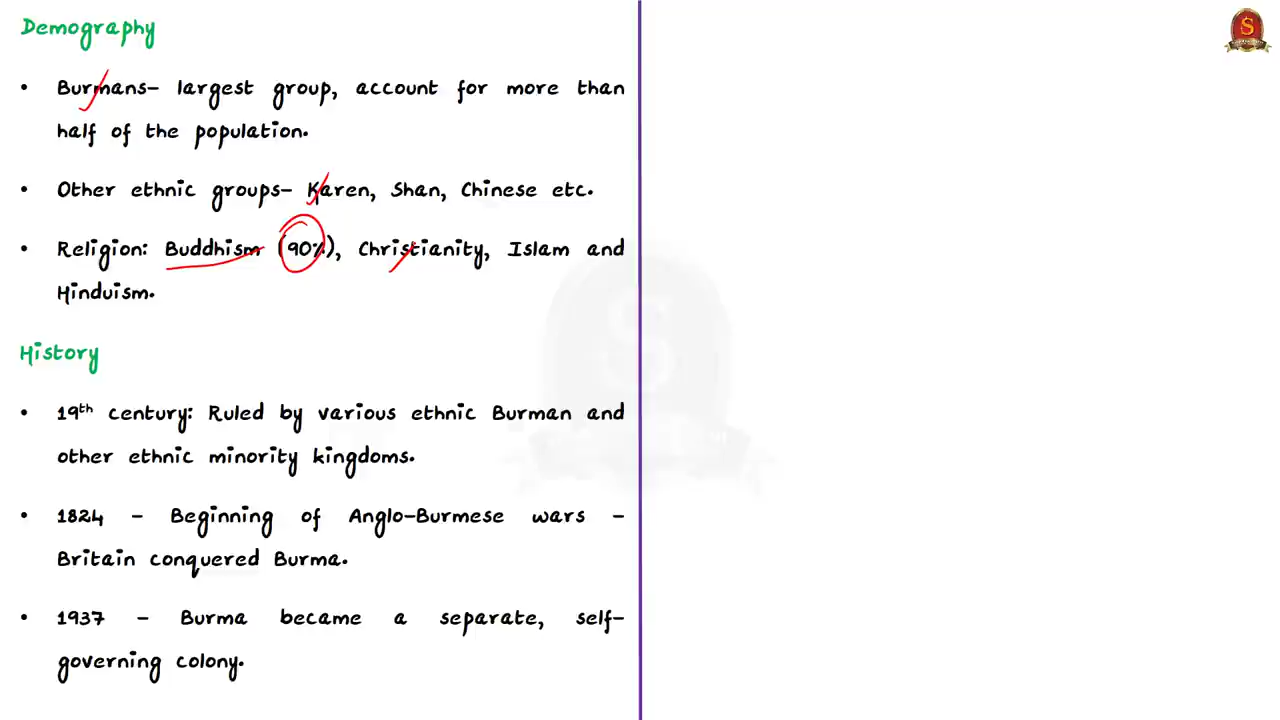 Demography
• Burmans- largest group, account for more than
half of the population.
• Other ethnic groups- Karen, Shan, Chinese etc.
• Religion: Buddhism (90%), Christianity, Islam and
Hinduism.
History
• 19th century: Ruled by various ethnic Burman and
other ethnic minority kingdoms.
• 1824 - Beginning of Anglo-Burmese wars -
Britain conquered Burma.
• 1937 - Burma became a separate, self-
governing colony.
S